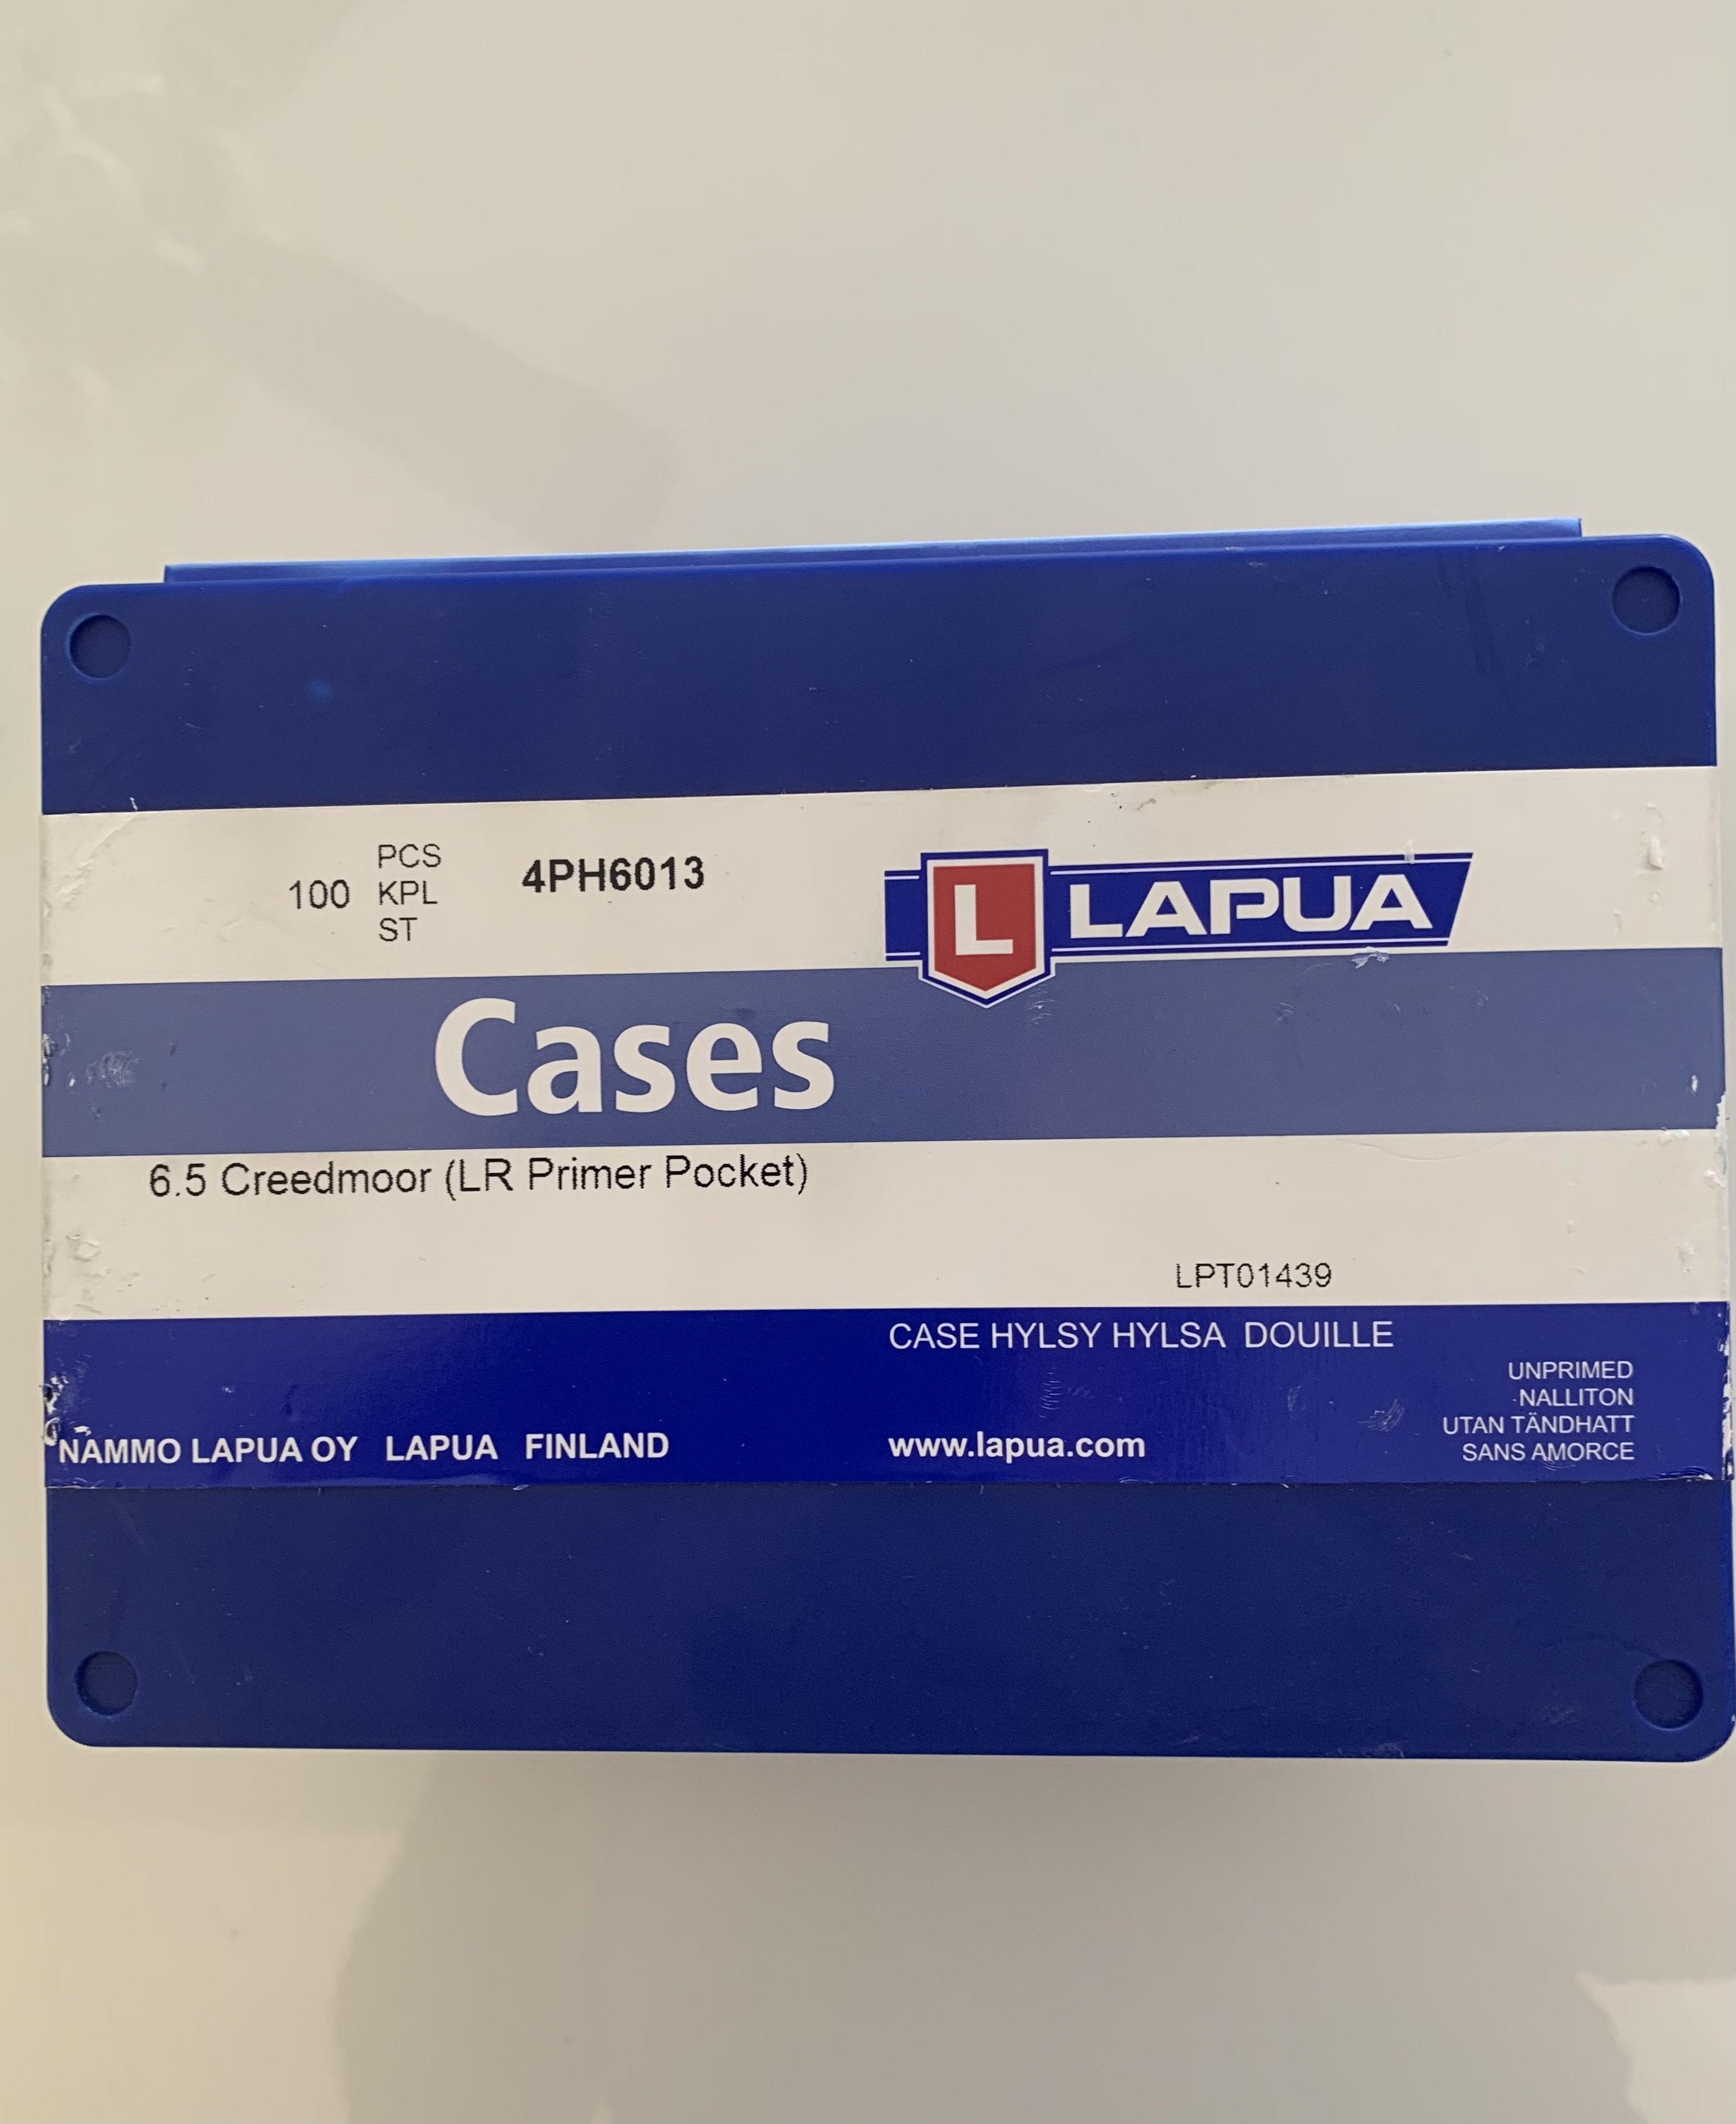 PCS
100 KPL
ST
4PH6013
L LAPUA
Cases
6.5 Creedmoor (LR Primer Pocket)
LPT01439
CASE HYLSY HYLSA DOUILLE
UNPRIMED
NALLITON
UTAN TÄNDHATT
SANS AMORCE
NAMMO LAPUA OY LAPUA FINLAND
www.lapua.com